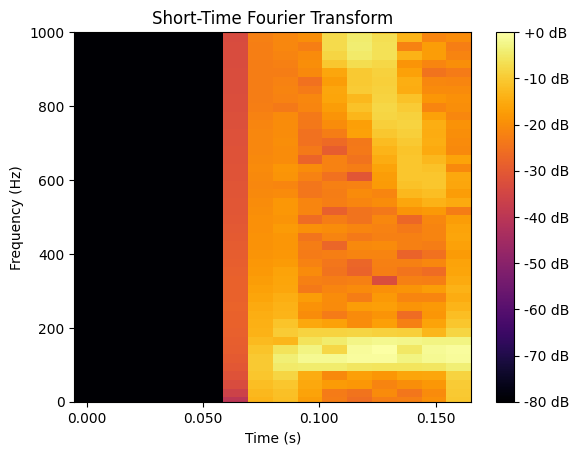 Short-Time Fourier Transform
Frequency (Hz)
1000
800
600
400
200
0
0.000
0.050
0.100
0.150
Time (s)
+0 dB
-10 dB
-20 dB
-30 dB
-40 dB
-50 dB
-60 dB
-70 dB
-80 dB